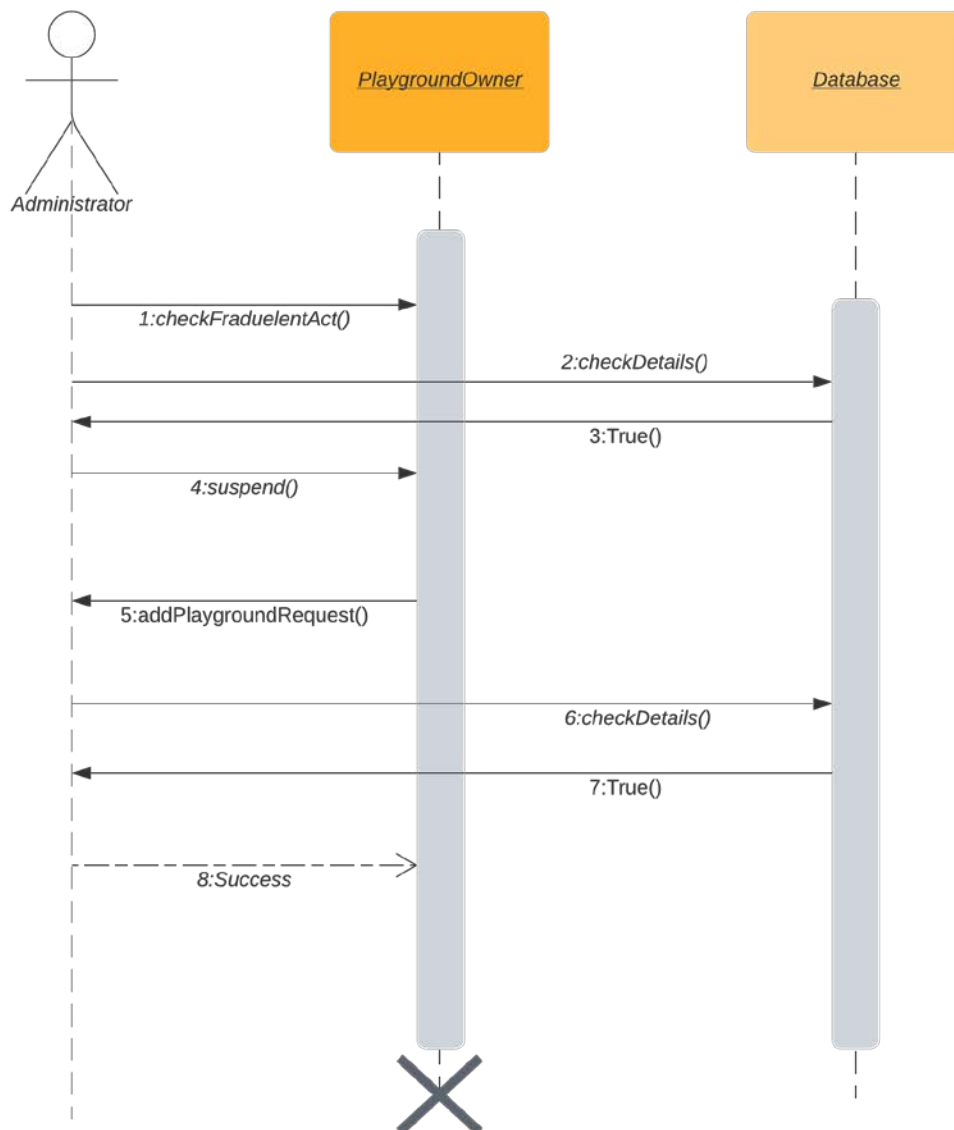 PlaygroundOwner
Database
Administrator
1:checkFraduelentAct()
2:checkDetails()
3:True()
4:suspend()
5:addPlaygroundRequest()
6:checkDetails()
7:True()
8:Success